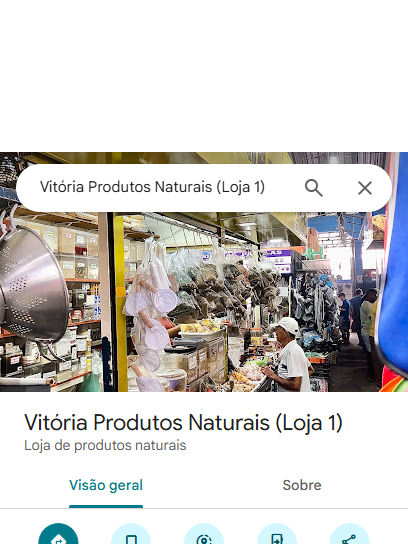 Vitória Produtos Naturais (Loja 1)
Vitória Produtos Naturais (Loja 1)
Loja de produtos naturais
Visão geral
Sobre